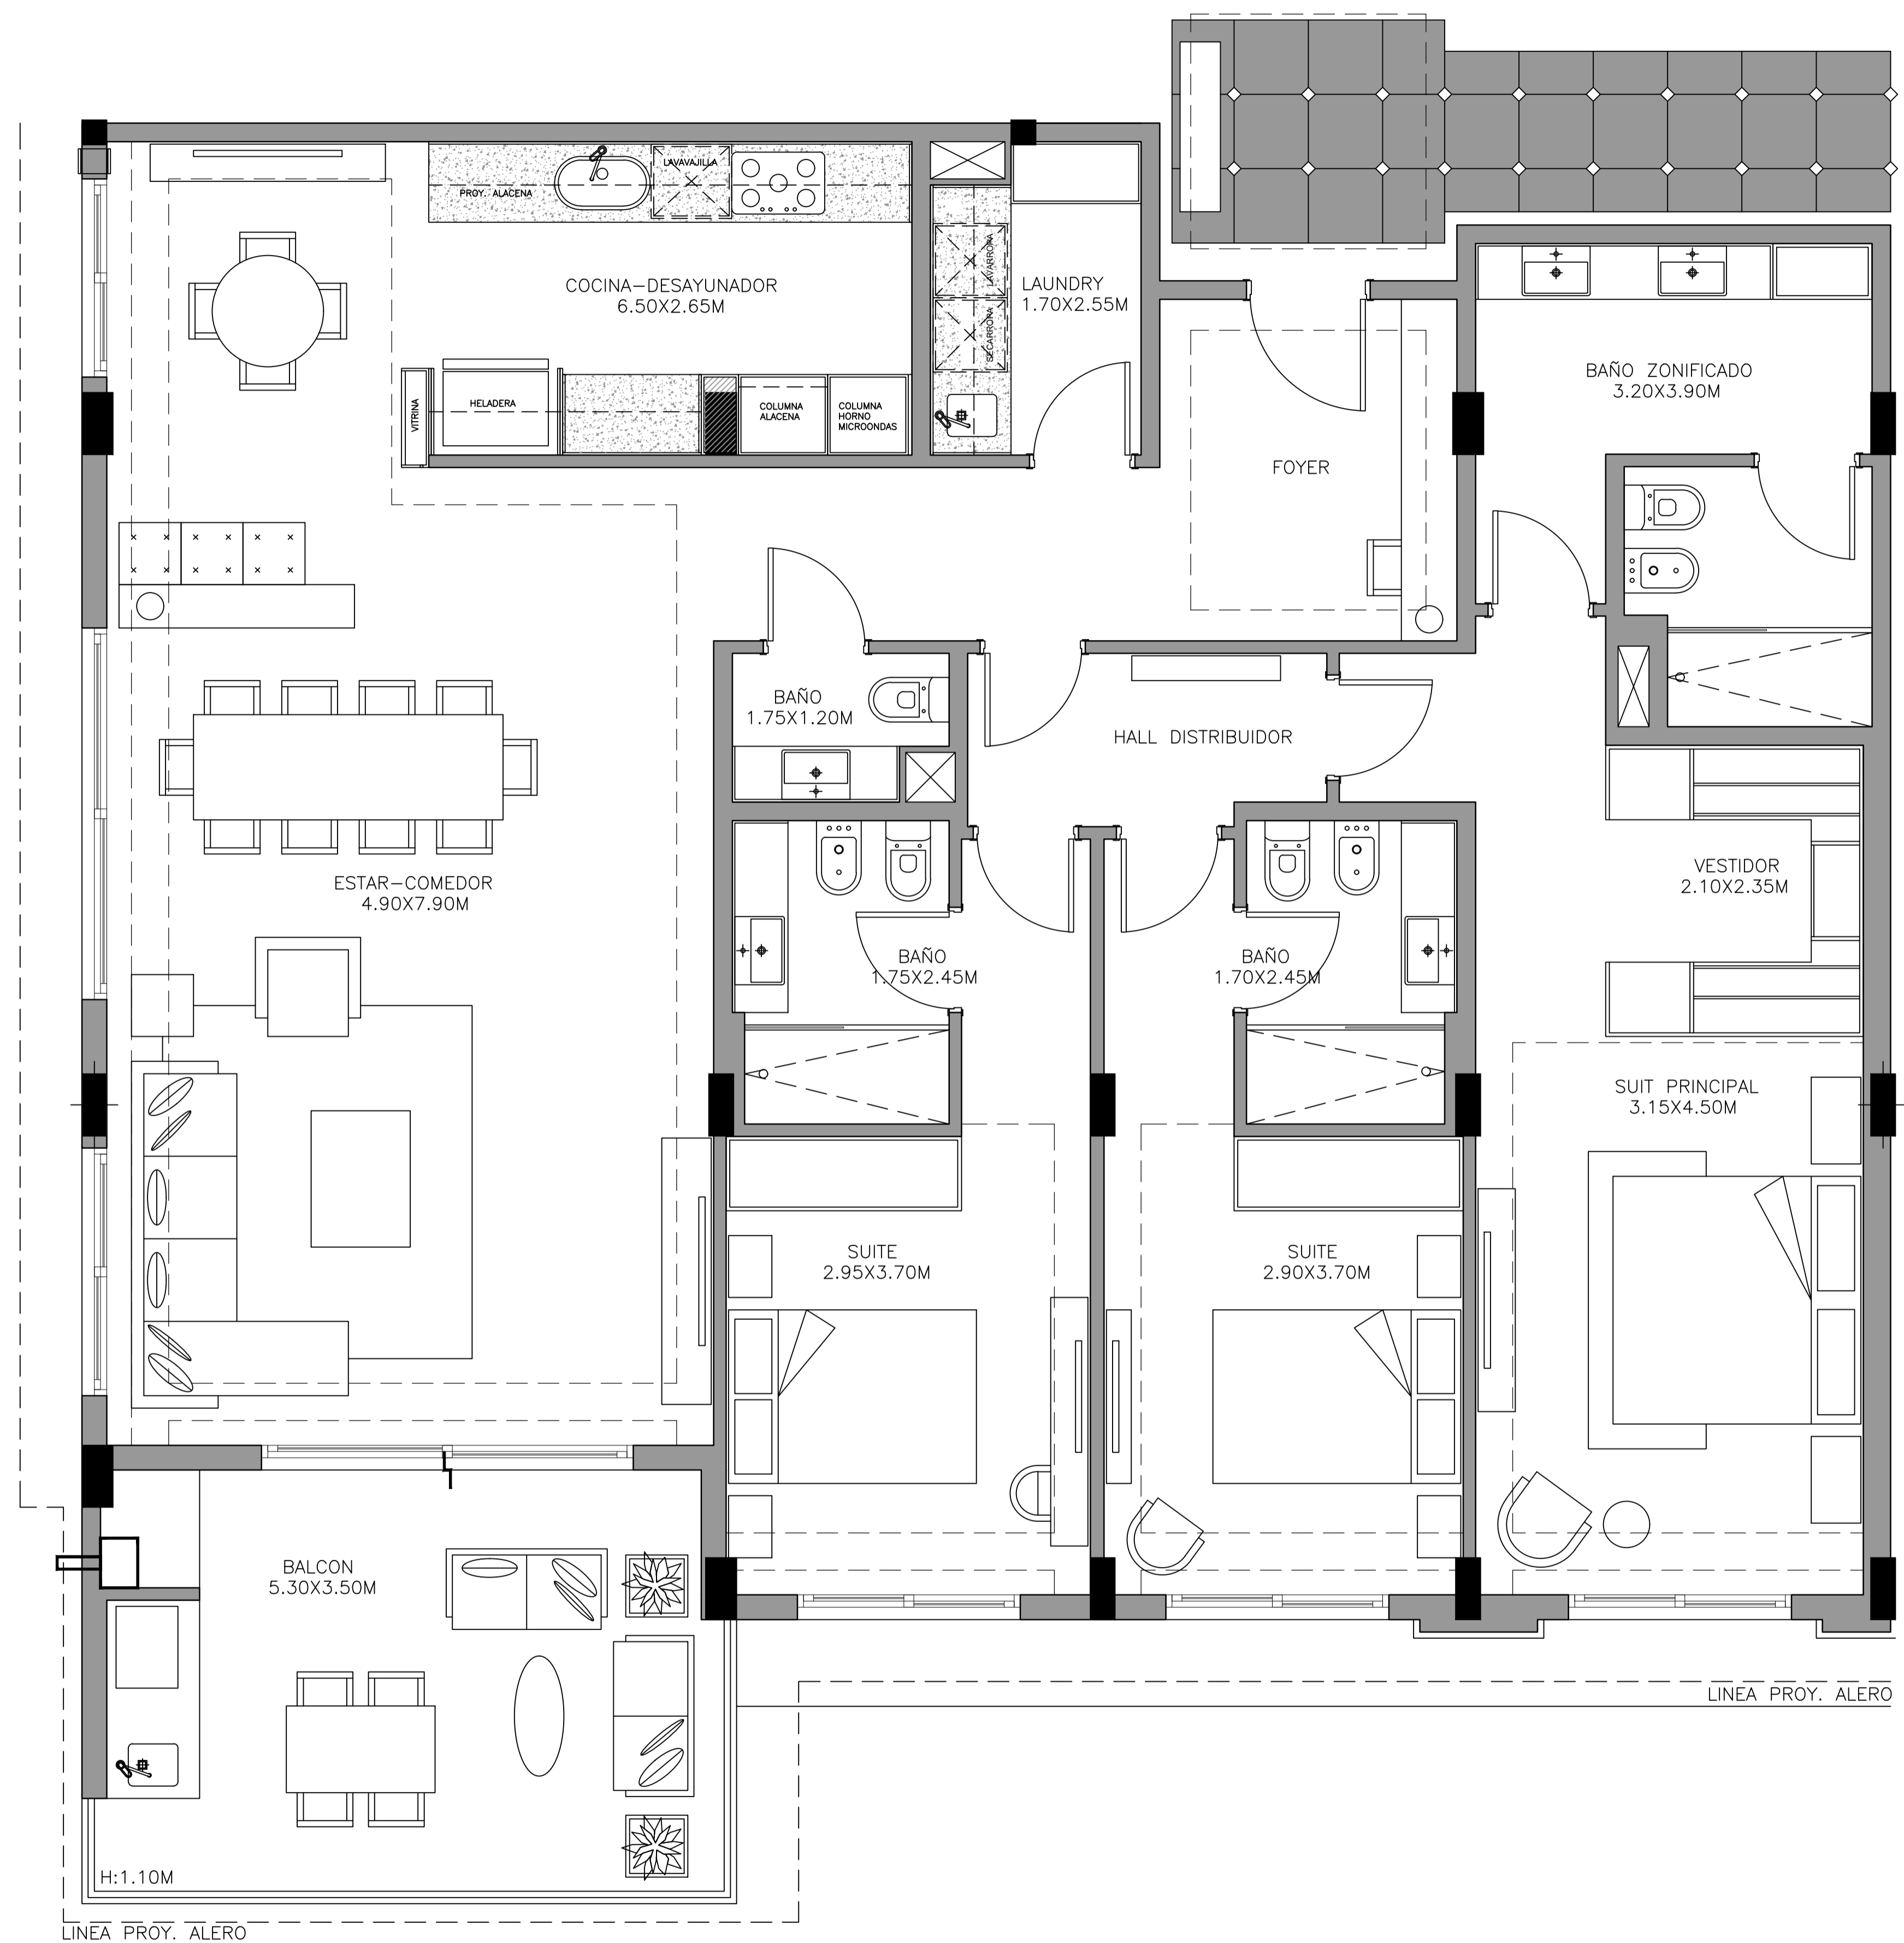 LAVAVAJILLA
PROY. ALACENA
COCINA-DESAYUNADOR
6.50X2.65M
LAVARROPA
SECARROPA
LAUNDRY
1.70X2.55M
VITRINA
HELADERA
COLUMNA
ALACENA
COLUMNA
HORNO
MICROONDAS
FOYER
BAÑO ZONIFICADO
3.20X3.90M
BAÑO
1.75X1.20M
HALL DISTRIBUIDOR
ESTAR-COMEDOR
4.90X7.90M
VESTIDOR
2.10X2.35M
BAÑO
1.75X2.45M
BAÑO
1.70X2.45M
SUIT PRINCIPAL
3.15X4.50M
SUITE
2.95X3.70M
SUITE
2.90X3.70M
BALCON
5.30X3.50M
LINEA PROY. ALERO
H:1.10M
LINEA PROY. ALERO